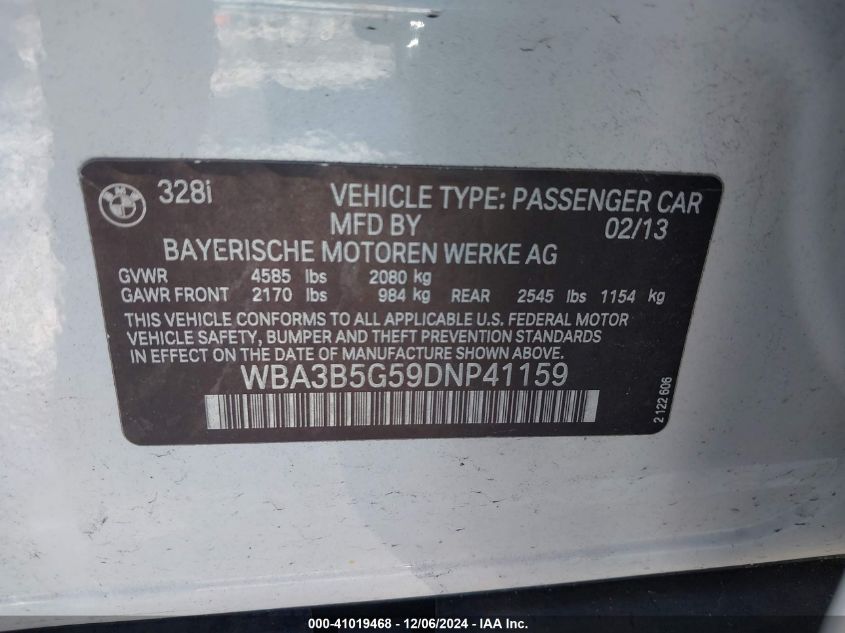 328i VEHICLE TYPE: PASSENGER CAR
MFD BY 02/13
BAYERISCHE MOTOREN WERKE AG
GVWR 4585 lbs 2080 kg
GAWR FRONT 2170 lbs 984 kg REAR 2545 lbs 1154 kg
THIS VEHICLE CONFORMS TO ALL APPLICABLE U.S. FEDERAL MOTOR
VEHICLE SAFETY, BUMPER AND THEFT PREVENTION STANDARDS
IN EFFECT ON THE DATE OF MANUFACTURE SHOWN ABOVE.
WBA3B5G59DNP41159
2 122 606
000-41019468 - 12/06/2024 - IAA Inc.